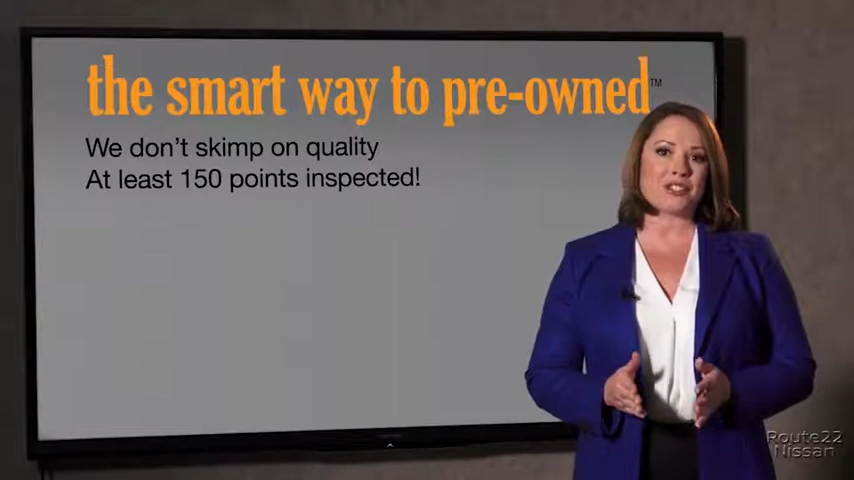 the smart way to pre-owned™
We don't skimp on quality
At least 150 points inspected!
Route22
Nissan